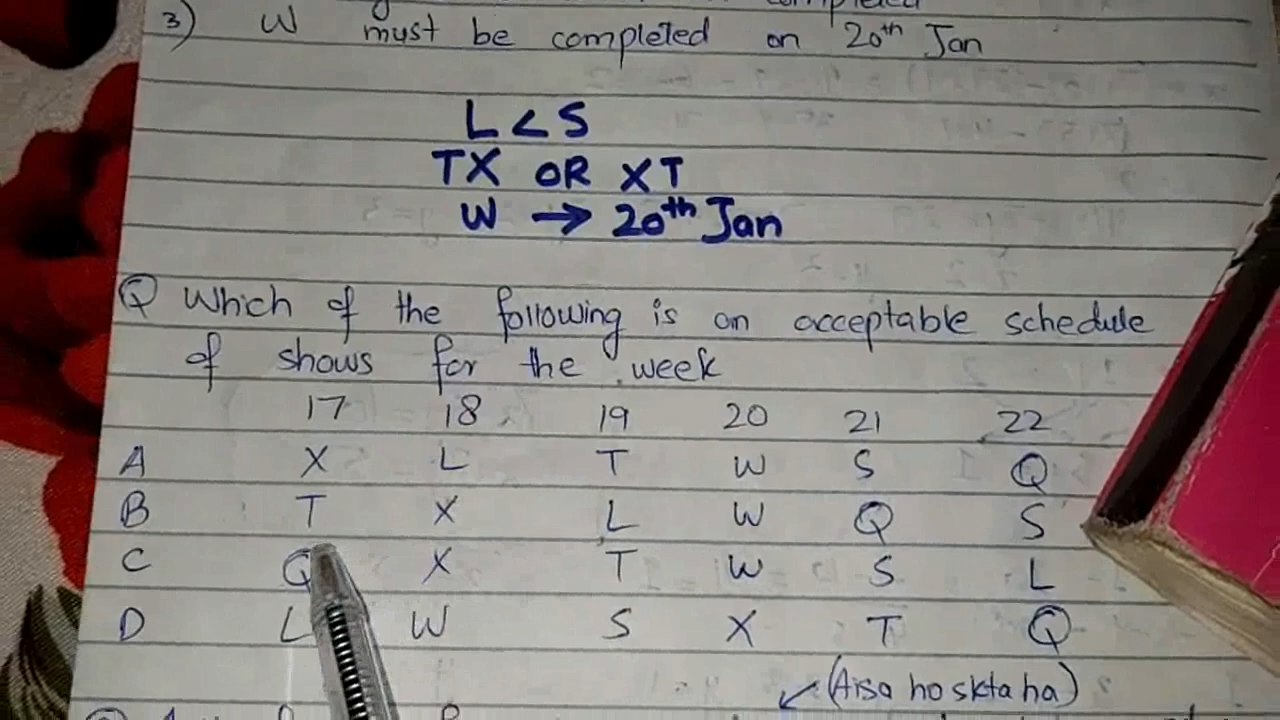 completed
3) W must be completed on 20th Jan
L < S
TX OR XT
W → 20th Jan
Q Which of the following is an acceptable schedule
of shows for the week
17 18 19 20 21 22
A X L T W S Q
B T X L W Q S
C Q X T W S L
D L W S X T Q
↙ (Aisa ho skta ha)